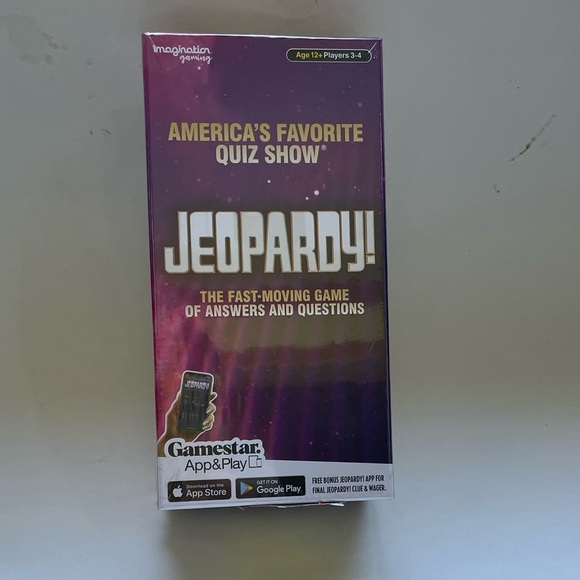 Imagination
gaming
Age 12+ Players 3-4
AMERICA'S FAVORITE
QUIZ SHOW®
JEOPARDY!
THE FAST-MOVING GAME
OF ANSWERS AND QUESTIONS
JEOPARDY!
Gamestar.
App&Play
Download on the
App Store
GET IT ON
Google Play
FREE BONUS JEOPARDY! APP FOR
FINAL JEOPARDY! CLUE & WAGER.